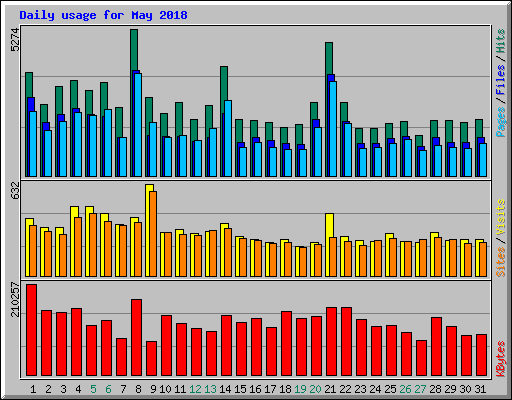 Daily usage for May 2018
5274
Pages / Files / Hits
632
Sites / Visits
210257
KBytes
1 2 3 4 5 6 7 8 9 10 11 12 13 14 15 16 17 18 19 20 21 22 23 24 25 26 27 28 29 30 31